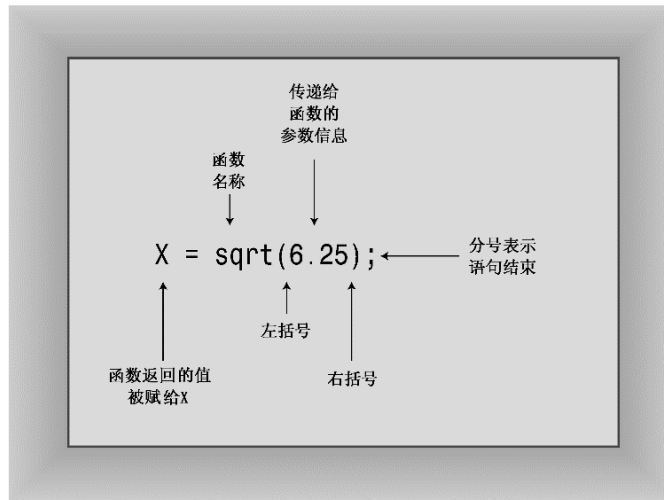 传递给
函数的
参数信息
函数
名称
X = sqrt(6.25);
分号表示
语句结束
左括号
函数返回的值
被赋给X
右括号